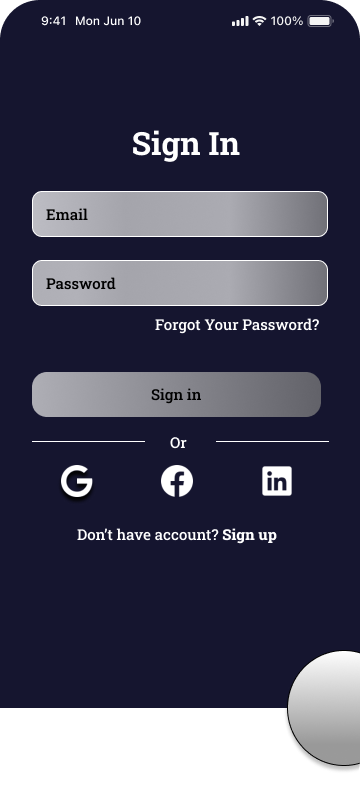 9:41 Mon Jun 10 100%
Sign In
Email
Password
Forgot Your Password?
Sign in
Or
Don’t have account? Sign up